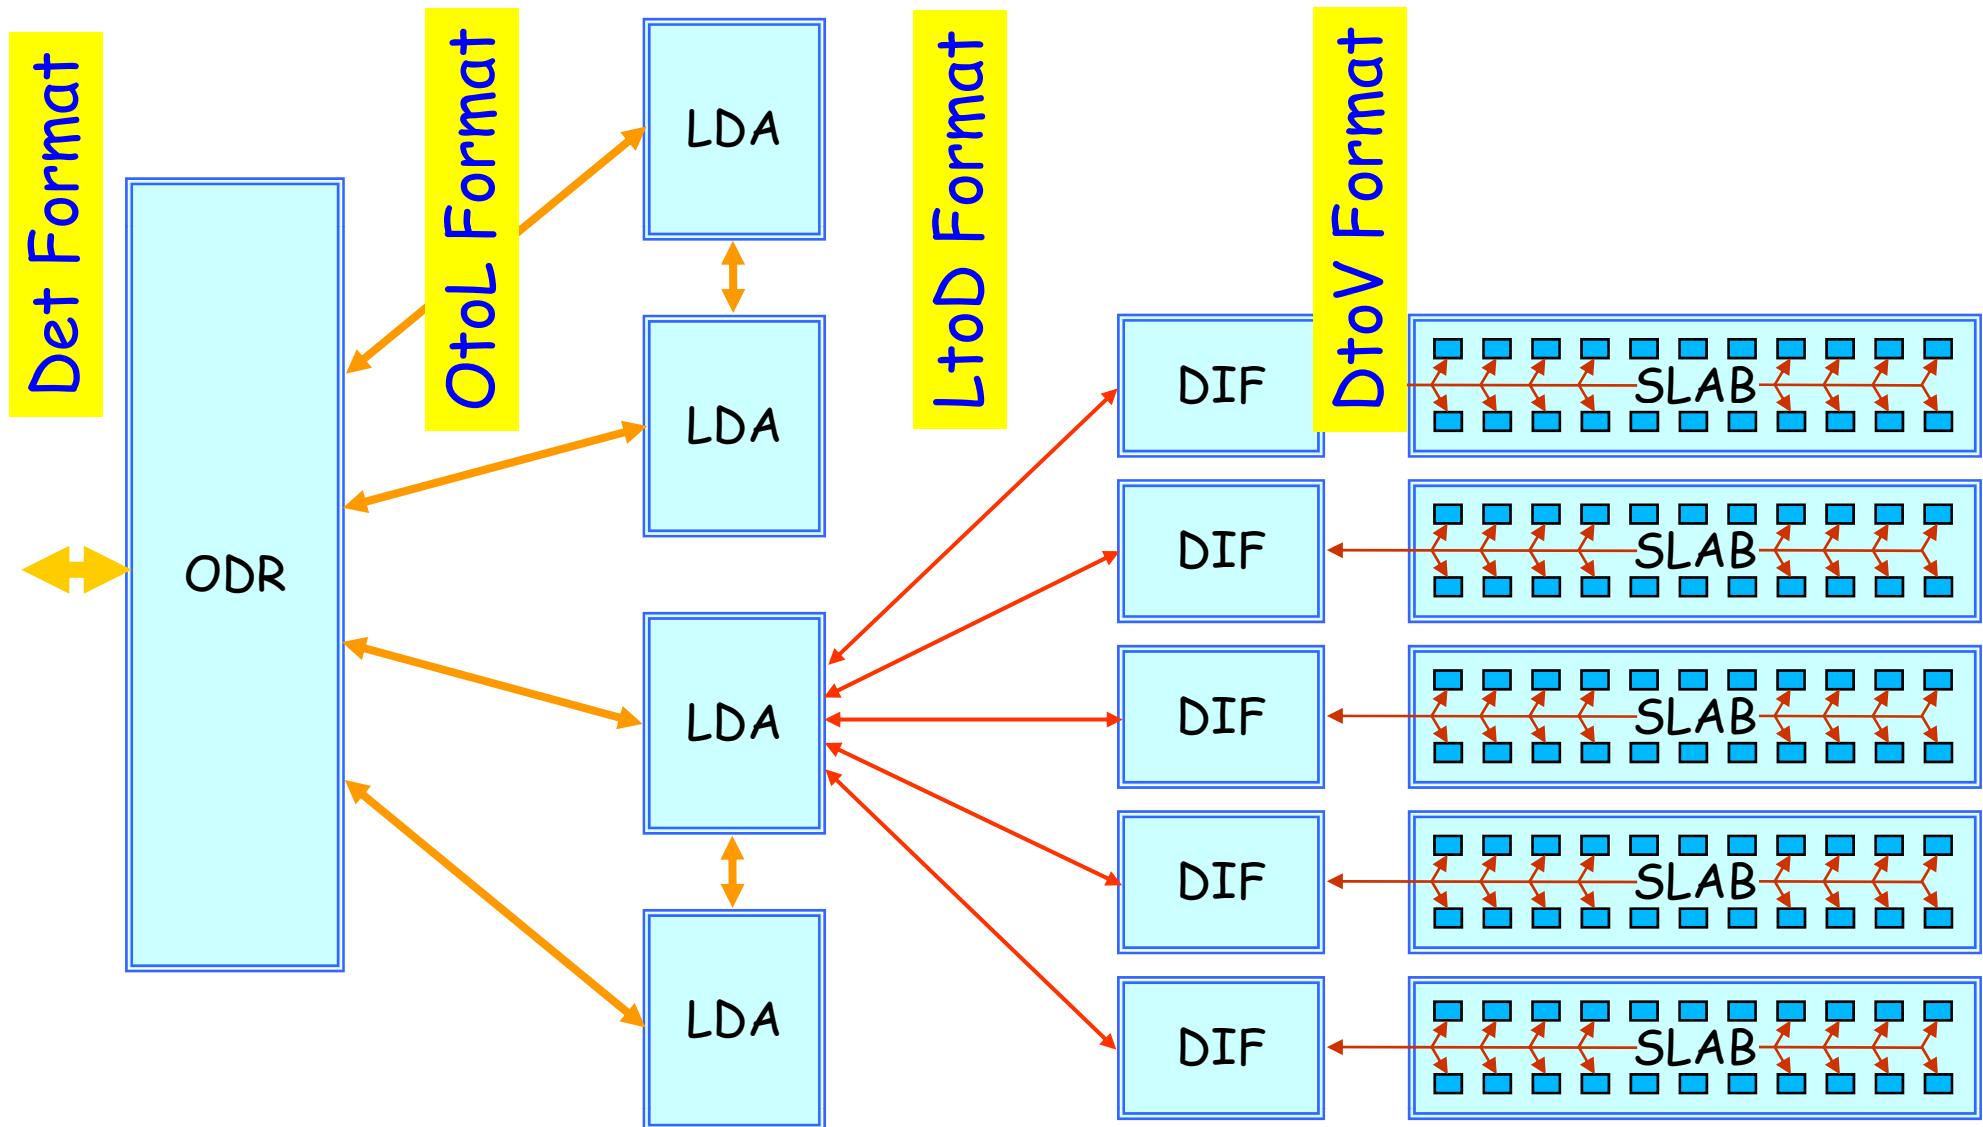 Det Format
OtoL Format
LtoD Format
DtoV Format
ODR
LDA
LDA
LDA
LDA
DIF
SLAB
DIF
SLAB
DIF
SLAB
DIF
SLAB
DIF
SLAB